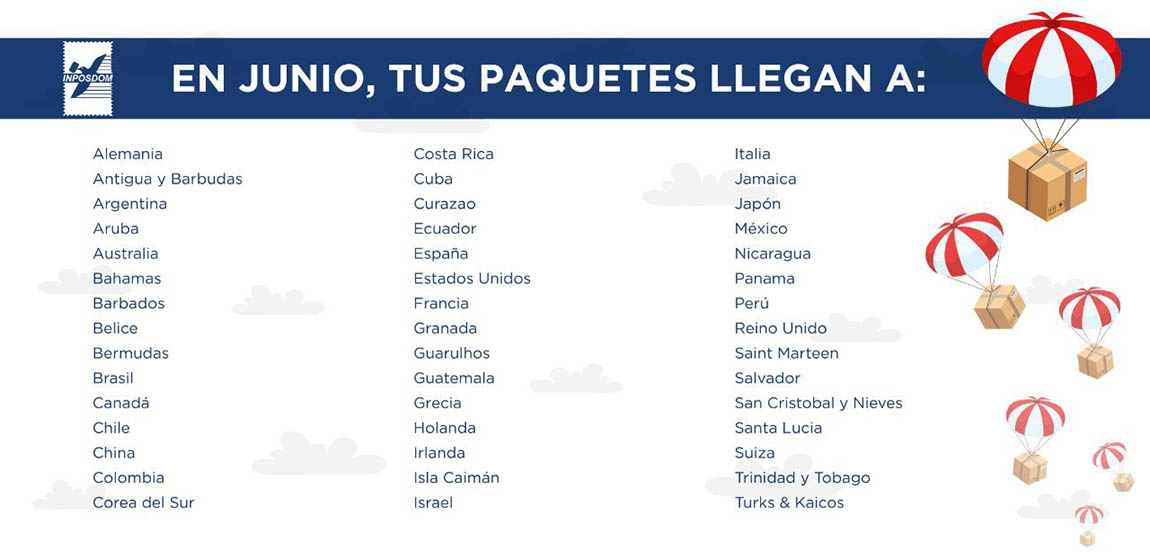 INPOSDOM
EN JUNIO, TUS PAQUETES LLEGAN A:
Alemania
Antigua y Barbudas
Argentina
Aruba
Australia
Bahamas
Barbados
Belice
Bermudas
Brasil
Canadá
Chile
China
Colombia
Corea del Sur
Costa Rica
Cuba
Curazao
Ecuador
España
Estados Unidos
Francia
Granada
Guarulhos
Guatemala
Grecia
Holanda
Irlanda
Isla Caimán
Israel
Italia
Jamaica
Japón
México
Nicaragua
Panama
Perú
Reino Unido
Saint Marteen
Salvador
San Cristobal y Nieves
Santa Lucia
Suiza
Trinidad y Tobago
Turks & Kaicos